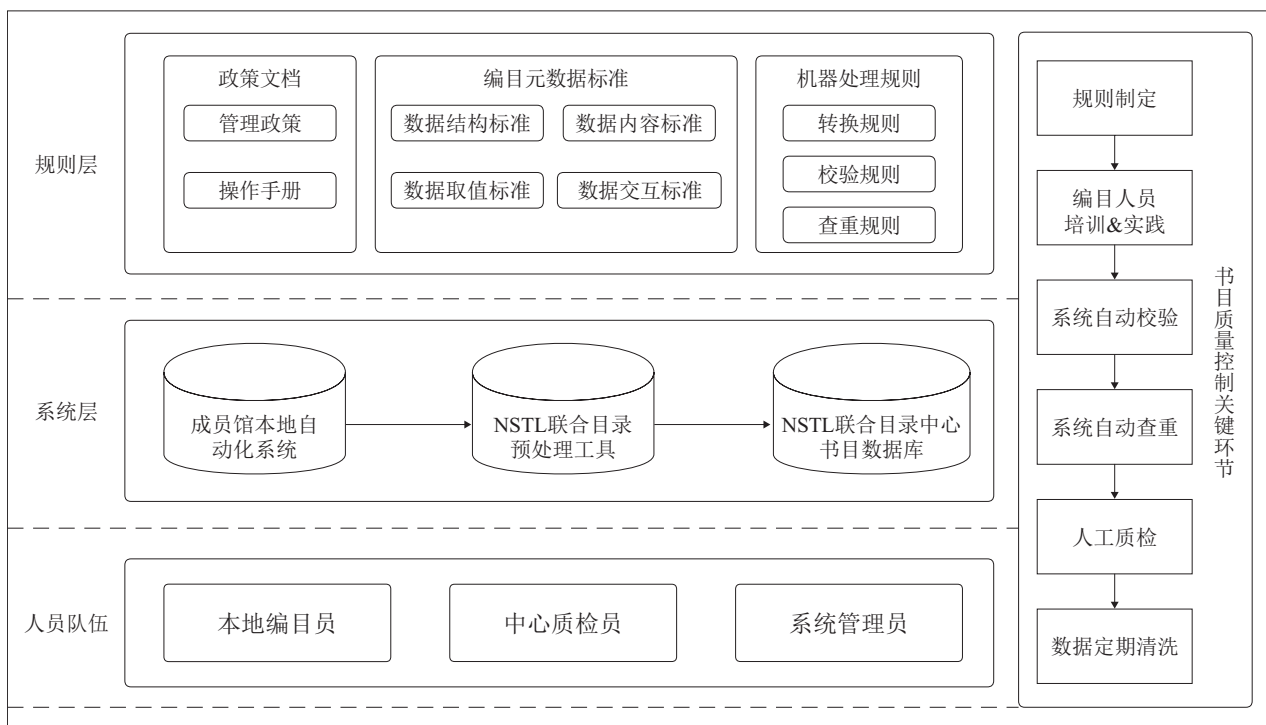 规则层
政策文档
管理政策
操作手册
编目元数据标准
数据结构标准
数据内容标准
数据取值标准
数据交互标准
机器处理规则
转换规则
校验规则
查重规则
系统层
成员馆本地自
动化系统
NSTL联合目录
预处理工具
NSTL联合目录中心
书目数据库
人员队伍
本地编目员
中心质检员
系统管理员
规则制定
编目人员
培训&实践
系统自动校验
系统自动查重
人工质检
数据定期清洗
书目质量控制关键环节